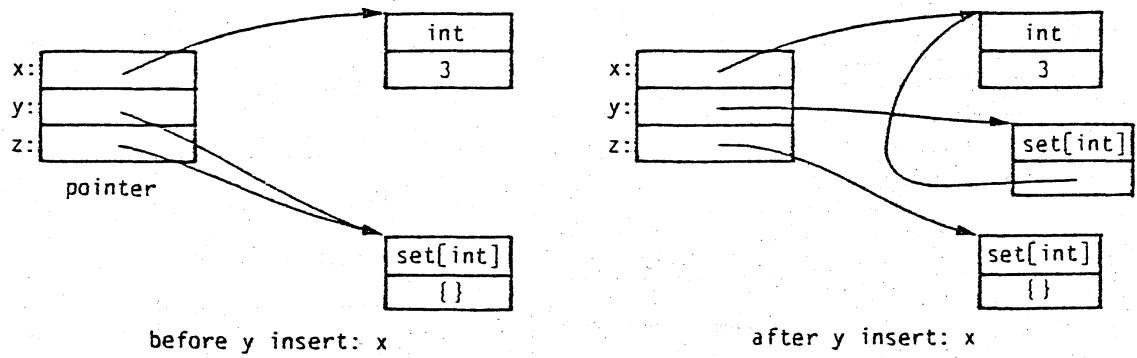 int
3
x:
y:
z:
pointer
set[int]
{}
before y insert: x
int
3
x:
y:
z:
set[int]
set[int]
{}
after y insert: x